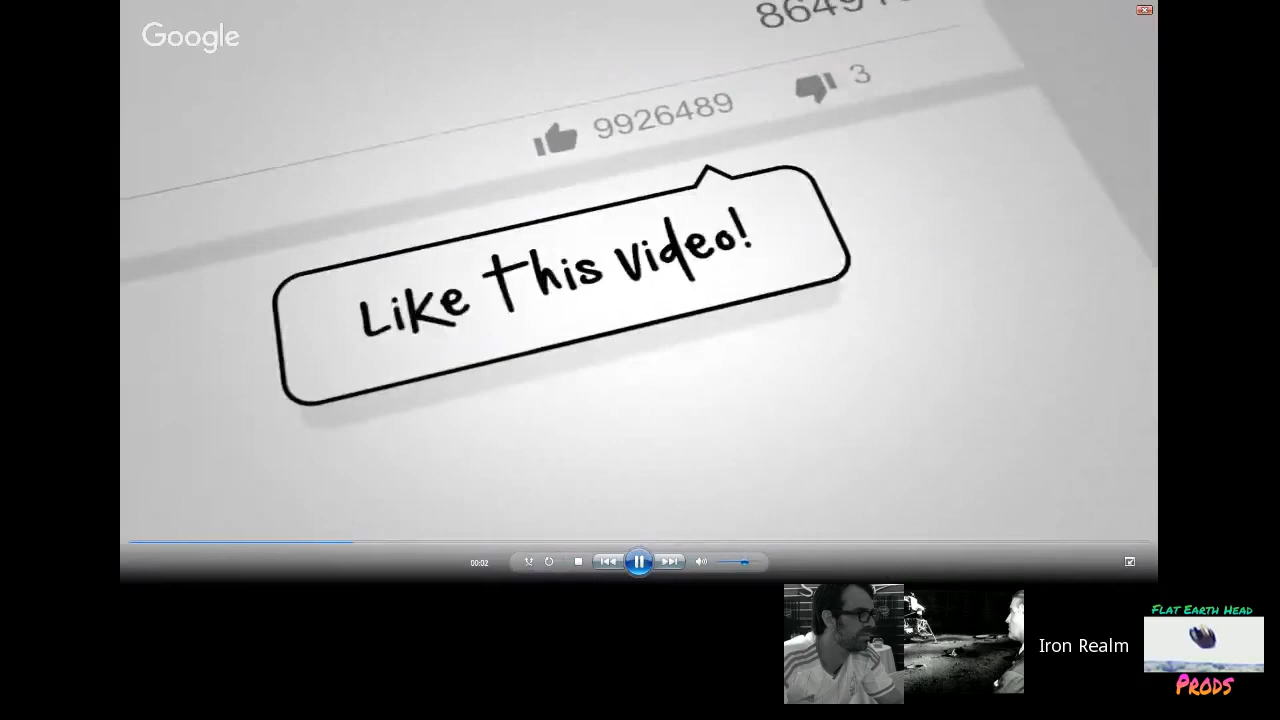 Google
9926489
3
Like this video!
00:02
FLAT EARTH HEAD
Iron Realm
PRODS